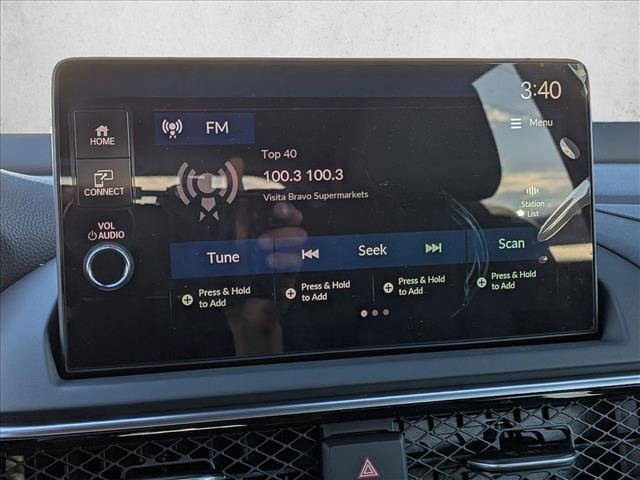 3:40
HOME
FM
Menu
Top 40
CONNECT
100.3 100.3
Visita Bravo Supermarkets
Station
List
VOL
AUDIO
Tune
Seek
Scan
Press & Hold
to Add
Press & Hold
to Add
Press & Hold
to Add
Press & Hold
to Add